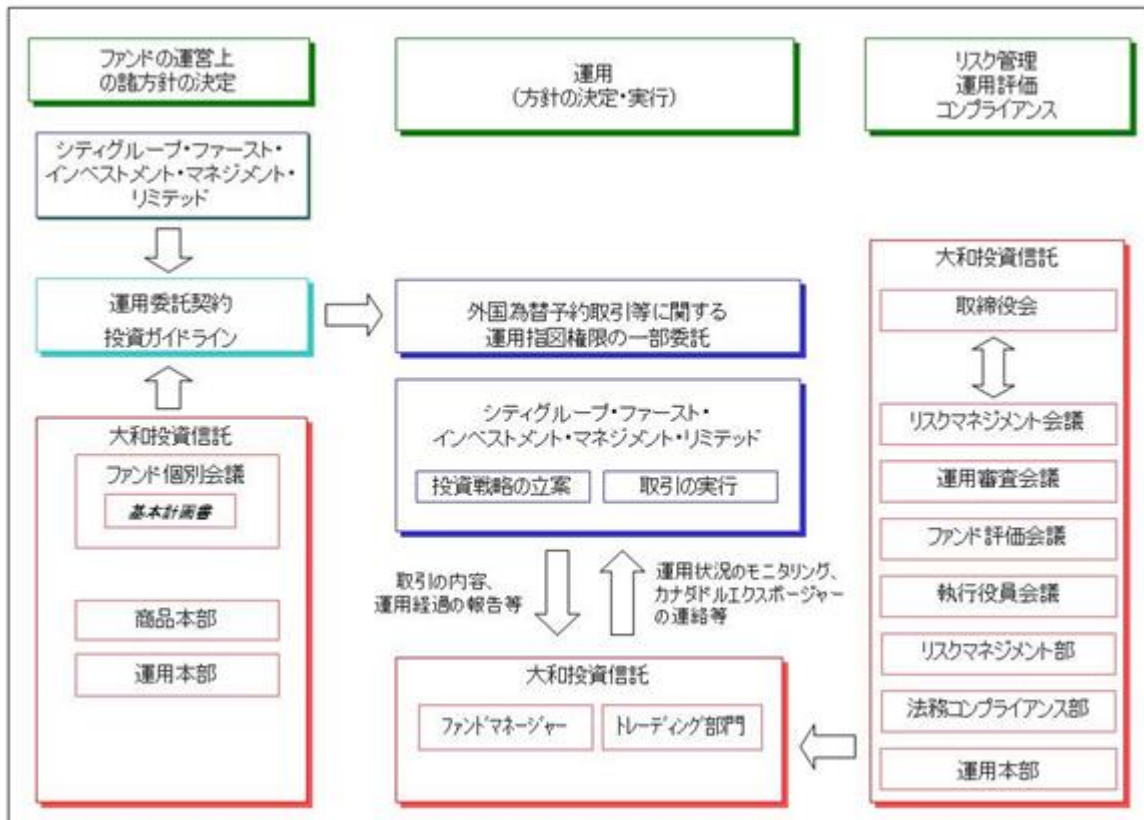 ファンドの運営上
の諸方針の決定
運用
(方針の決定・実行)
リスク管理
運用評価
コンプライアンス
シティグループ・ファースト・
インベストメント・マネジメント・
リミテッド
運用委託契約
投資ガイドライン
外国為替予約取引等に関する
運用指図権限の一部委託
シティグループ・ファースト・
インベストメント・マネジメント・リミテッド
投資戦略の立案
取引の実行
取引の内容、
運用経過の報告等
運用状況のモニタリング、
カナダドルエクスポージャー
の連絡等
大和投資信託
ファンド個別会議
基本計画書
商品本部
運用本部
大和投資信託
ファンドマネージャー
トレーディング部門
大和投資信託
取締役会
リスクマネジメント会議
運用審査会議
ファンド評価会議
執行役員会議
リスクマネジメント部
法務コンプライアンス部
運用本部